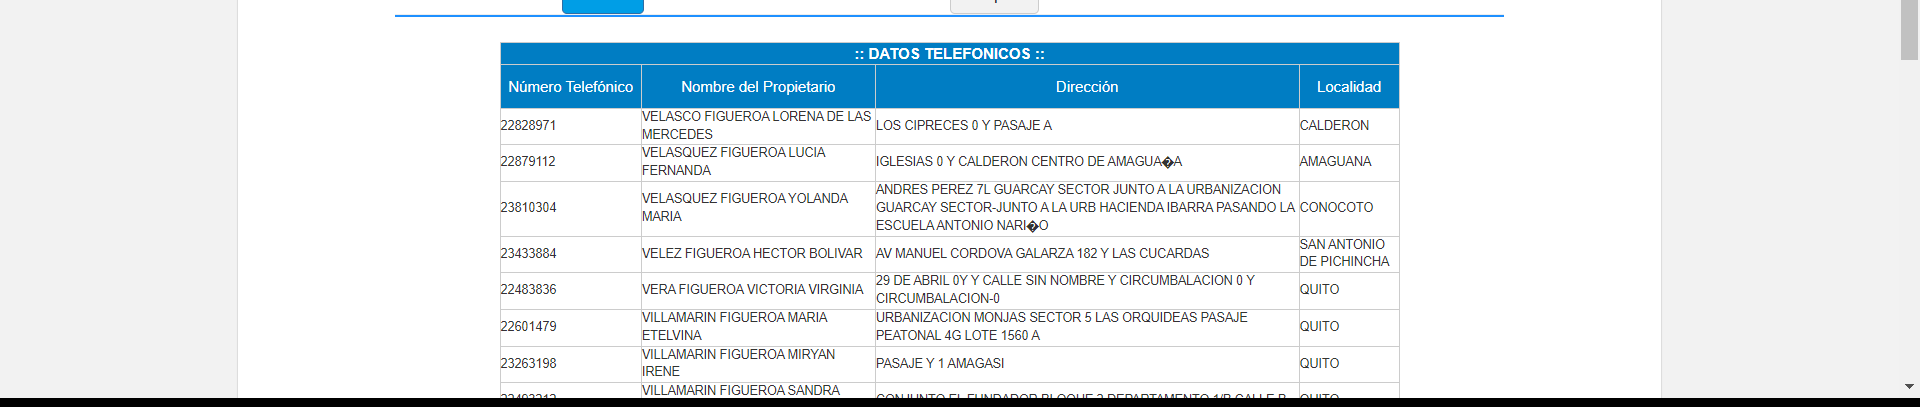 :: DATOS TELEFONICOS ::
Número Telefónico Nombre del Propietario Dirección Localidad
22828971 VELASCO FIGUEROA LORENA DE LAS MERCEDES LOS CIPRECES 0 Y PASAJE A CALDERON
22879112 VELASQUEZ FIGUEROA LUCIA FERNANDA IGLESIAS 0 Y CALDERON CENTRO DE AMAGUA�A AMAGUANA
23810304 VELASQUEZ FIGUEROA YOLANDA MARIA ANDRES PEREZ 7L GUARCAY SECTOR JUNTO A LA URBANIZACION GUARCAY SECTOR-JUNTO A LA URB HACIENDA IBARRA PASANDO LA ESCUELA ANTONIO NARI�O CONOCOTO
23433884 VELEZ FIGUEROA HECTOR BOLIVAR AV MANUEL CORDOVA GALARZA 182 Y LAS CUCARDAS SAN ANTONIO DE PICHINCHA
22483836 VERA FIGUEROA VICTORIA VIRGINIA 29 DE ABRIL 0Y Y CALLE SIN NOMBRE Y CIRCUMBALACION 0 Y CIRCUMBALACION-0 QUITO
22601479 VILLAMARIN FIGUEROA MARIA ETELVINA URBANIZACION MONJAS SECTOR 5 LAS ORQUIDEAS PASAJE PEATONAL 4G LOTE 1560 A QUITO
23263198 VILLAMARIN FIGUEROA MIRYAN IRENE PASAJE Y 1 AMAGASI QUITO
VILLAMARIN FIGUEROA SANDRA